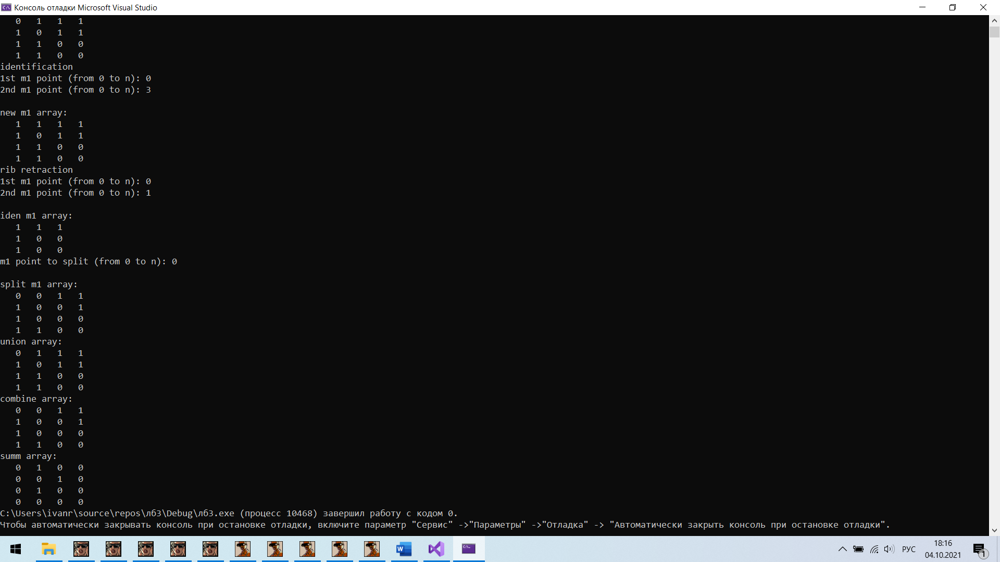 Консоль отладки Microsoft Visual Studio
0 1 1 1
1 0 1 1
1 1 0 0
1 1 0 0
identification
1st m1 point (from 0 to n): 0
2nd m1 point (from 0 to n): 3
new m1 array:
1 1 1 1
1 0 1 1
1 1 0 0
1 1 0 0
rib retraction
1st m1 point (from 0 to n): 0
2nd m1 point (from 0 to n): 1
iden m1 array:
1 1 1
1 0 0
1 0 0
m1 point to split (from 0 to n): 0
split m1 array:
0 0 1 1
1 0 0 1
1 0 0 0
1 1 0 0
union array:
0 1 1 1
1 0 1 1
1 1 0 0
1 1 0 0
combine array:
0 0 1 1
1 0 0 1
1 0 0 0
1 1 0 0
summ array:
0 1 0 0
0 0 1 0
0 1 0 0
0 0 0 0
C:\Users\ivanr\source\repos\лб3\Debug\лб3.exe (процесс 10468) завершил работу с кодом 0.
Чтобы автоматически закрывать консоль при остановке отладки, включите параметр "Сервис" ->"Параметры" ->"Отладка" -> "Автоматически закрыть консоль при остановке отладки".
РУС
18:16
04.10.2021
1